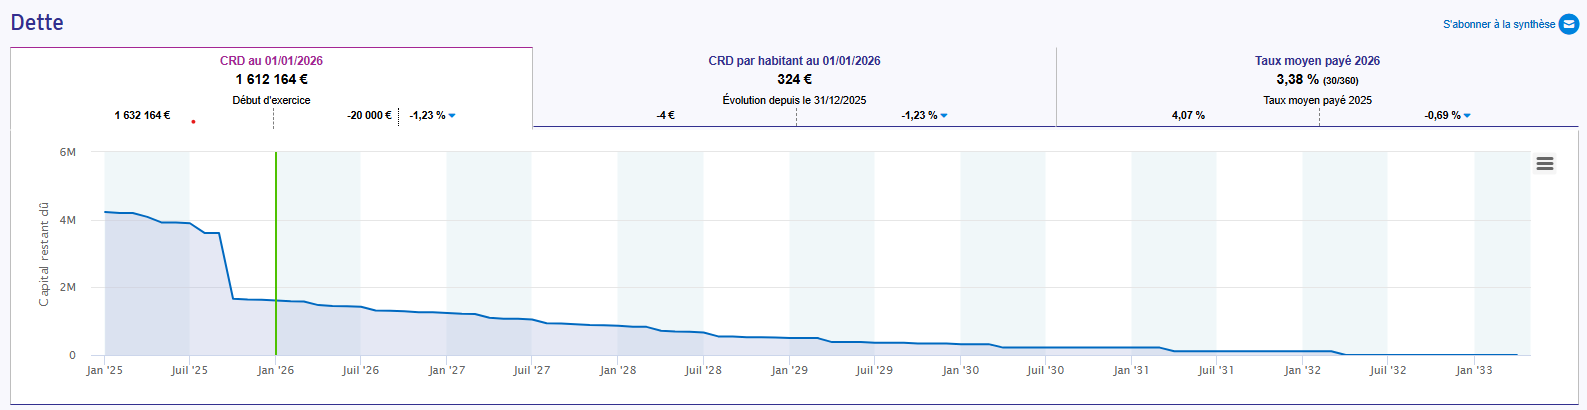 Dette
S'abonner à la synthèse
CRD au 01/01/2026
1 612 164 €
Début d'exercice
1 632 164 €
-20 000 €
-1,23 %
CRD par habitant au 01/01/2026
324 €
Évolution depuis le 31/12/2025
-4 €
-1,23 %
Taux moyen payé 2026
3,38 % (30/360)
Taux moyen payé 2025
4,07 %
-0,69 %
Capital restant dû
6M
4M
2M
0
Jan '25
Juil '25
Jan '26
Juil '26
Jan '27
Juil '27
Jan '28
Juil '28
Jan '29
Juil '29
Jan '30
Juil '30
Jan '31
Juil '31
Jan '32
Juil '32
Jan '33